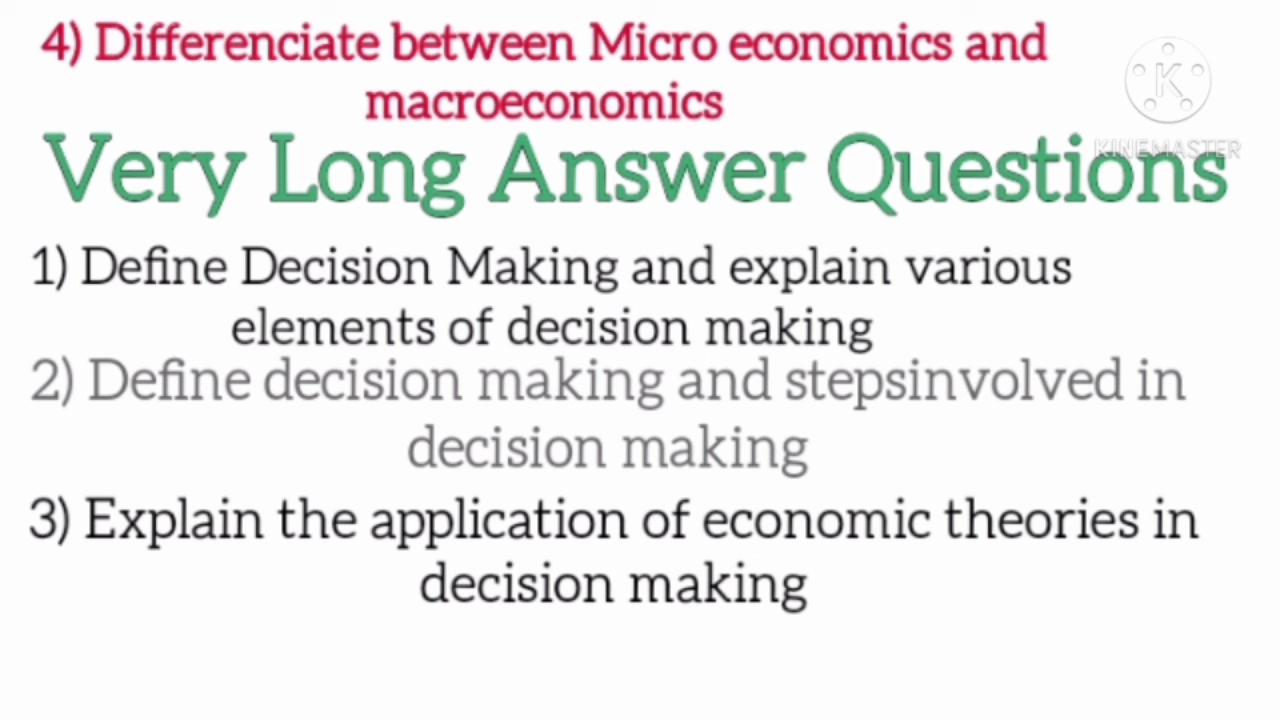 4) Differenciate between Micro economics and
macroeconomics
K
KINEMASTER
Very Long Answer Questions
1) Define Decision Making and explain various
elements of decision making
2) Define decision making and stepsinvolved in
decision making
3) Explain the application of economic theories in
decision making